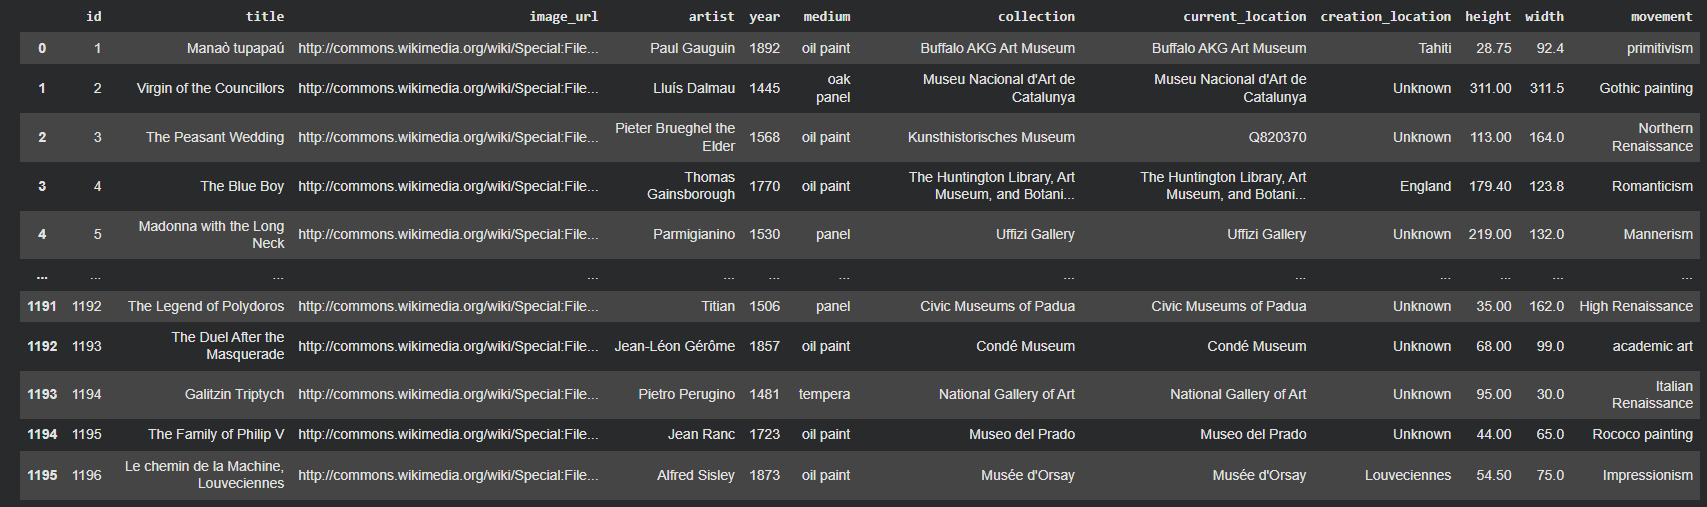 id title image_url artist year medium collection current_location creation_location height width movement
0 1 Manaò tupapaú http://commons.wikimedia.org/wiki/Special:File... Paul Gauguin 1892 oil paint Buffalo AKG Art Museum Buffalo AKG Art Museum Tahiti 28.75 92.4 primitivism
1 2 Virgin of the Councillors http://commons.wikimedia.org/wiki/Special:File... Lluís Dalmau 1445 oak panel Museu Nacional d'Art de Catalunya Museu Nacional d'Art de Catalunya Unknown 311.00 311.5 Gothic painting
2 3 The Peasant Wedding http://commons.wikimedia.org/wiki/Special:File... Pieter Brueghel the Elder 1568 oil paint Kunsthistorisches Museum Q820370 Unknown 113.00 164.0 Northern Renaissance
3 4 The Blue Boy http://commons.wikimedia.org/wiki/Special:File... Thomas Gainsborough 1770 oil paint The Huntington Library, Art Museum, and Botani... The Huntington Library, Art Museum, and Botani... England 179.40 123.8 Romanticism
4 5 Madonna with the Long Neck http://commons.wikimedia.org/wiki/Special:File... Parmigianino 1530 panel Uffizi Gallery Uffizi Gallery Unknown 219.00 132.0 Mannerism
... ... ... ... ... ... ... ... ... ... ... ... ...
1191 1192 The Legend of Polydoros http://commons.wikimedia.org/wiki/Special:File... Titian 1506 panel Civic Museums of Padua Civic Museums of Padua Unknown 35.00 162.0 High Renaissance
1192 1193 The Duel After the Masquerade http://commons.wikimedia.org/wiki/Special:File... Jean-Léon Gérôme 1857 oil paint Condé Museum Condé Museum Unknown 68.00 99.0 academic art
1193 1194 Galitzin Triptych http://commons.wikimedia.org/wiki/Special:File... Pietro Perugino 1481 tempera National Gallery of Art National Gallery of Art Unknown 95.00 30.0 Italian Renaissance
1194 1195 The Family of Philip V http://commons.wikimedia.org/wiki/Special:File... Jean Ranc 1723 oil paint Museo del Prado Museo del Prado Unknown 44.00 65.0 Rococo painting
1195 1196 Le chemin de la Machine, Louveciennes http://commons.wikimedia.org/wiki/Special:File... Alfred Sisley 1873 oil paint Musée d'Orsay Musée d'Orsay Louveciennes 54.50 75.0 Impressionism